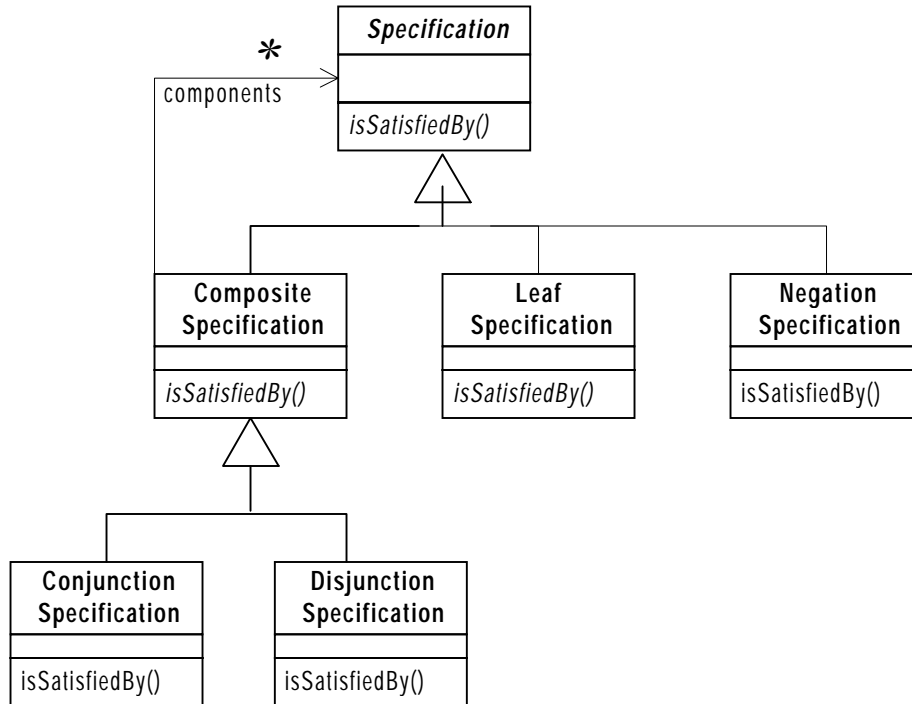 Specification
*
components
isSatisfiedBy()
Composite
Specification
Leaf
Specification
Negation
Specification
isSatisfiedBy()
isSatisfiedBy()
isSatisfiedBy()
Conjunction
Specification
Disjunction
Specification
isSatisfiedBy()
isSatisfiedBy()